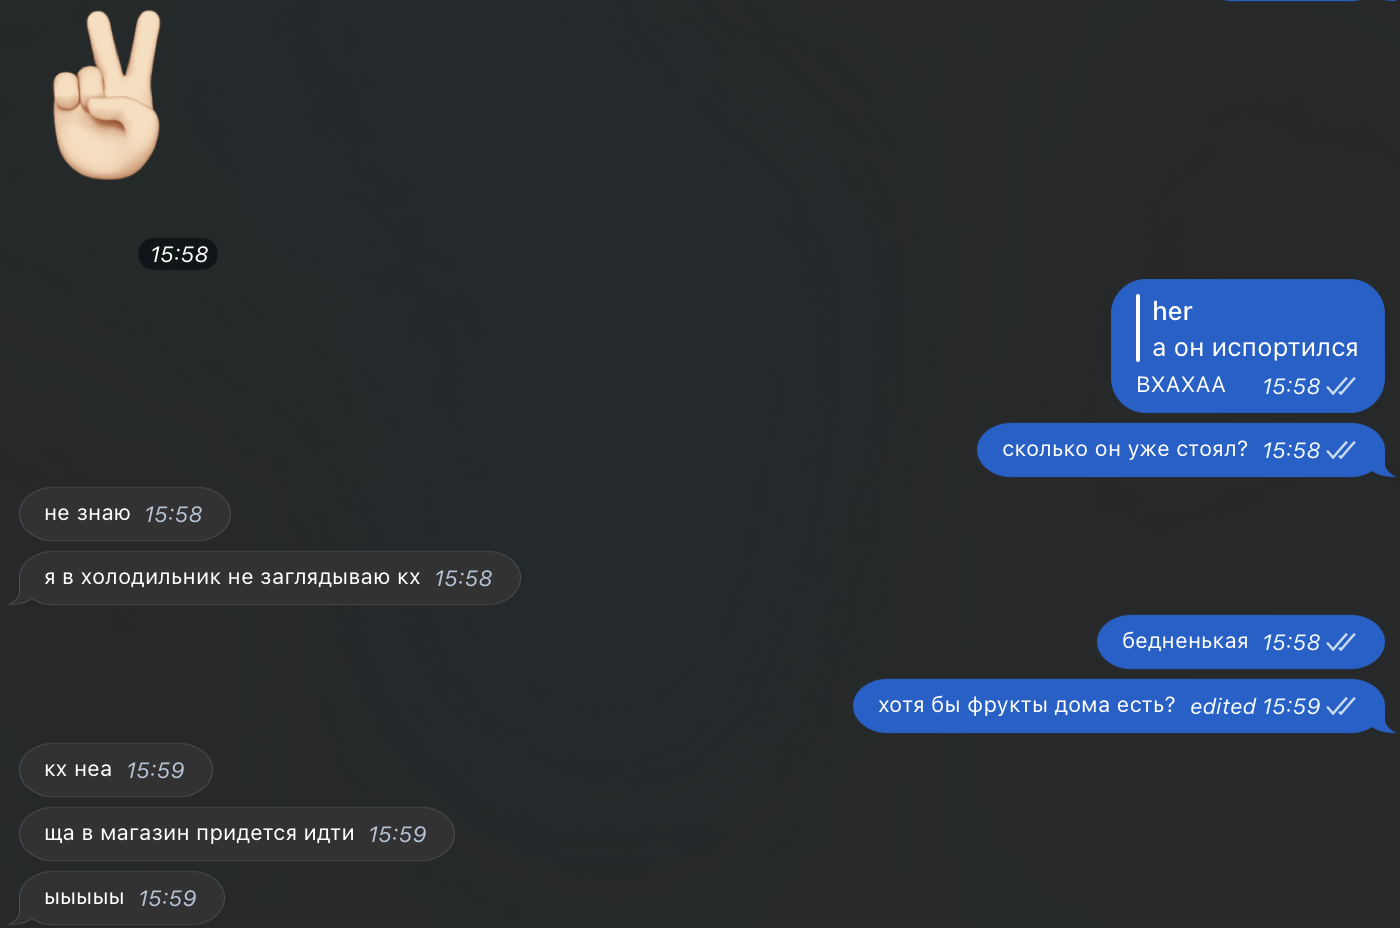 15:58
her
а он испортился
ВХАХАА 15:58
сколько он уже стоял? 15:58
не знаю 15:58
я в холодильник не заглядываю кх 15:58
бедненькая 15:58
хотя бы фрукты дома есть? edited 15:59
кх неа 15:59
ща в магазин придется идти 15:59
ыыыыы 15:59